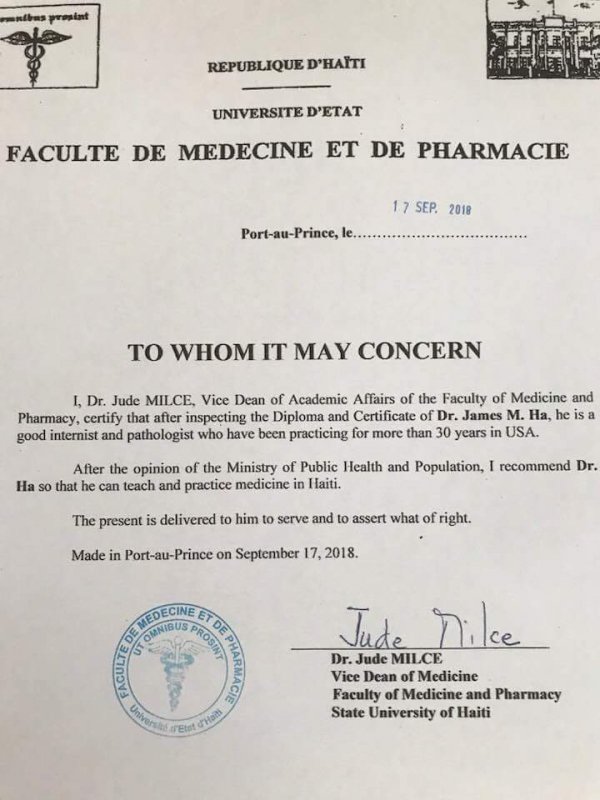 omnibus prosint
REPUBLIQUE D'HAÏTI
UNIVERSITE D'ETAT
FACULTE DE MEDECINE ET DE PHARMACIE
17 SEP. 2018
Port-au-Prince, le....................................
TO WHOM IT MAY CONCERN
I, Dr. Jude MILCE, Vice Dean of Academic Affairs of the Faculty of Medicine and
Pharmacy, certify that after inspecting the Diploma and Certificate of Dr. James M. Ha, he is a
good internist and pathologist who have been practicing for more than 30 years in USA.
After the opinion of the Ministry of Public Health and Population, I recommend Dr.
Ha so that he can teach and practice medicine in Haiti.
The present is delivered to him to serve and to assert what of right.
Made in Port-au-Prince on September 17, 2018.
FACULTE DE MEDECINE ET DE PHARMACIE
UT OMNIBUS PROSINT
Université d'Etat d'Haïti
Jude Milce
Dr. Jude MILCE
Vice Dean of Medicine
Faculty of Medicine and Pharmacy
State University of Haiti